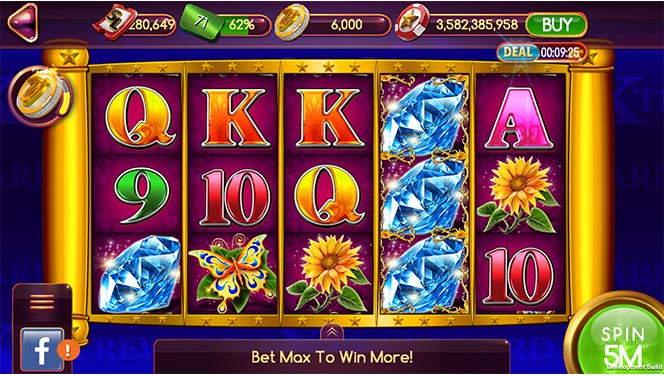 280,649
71
62%
6,000
3,582,385,958
BUY
DEAL 00:09:25
Q K K A
9 10 Q
10
Bet Max To Win More!
SPIN
5M
Development Build
f !